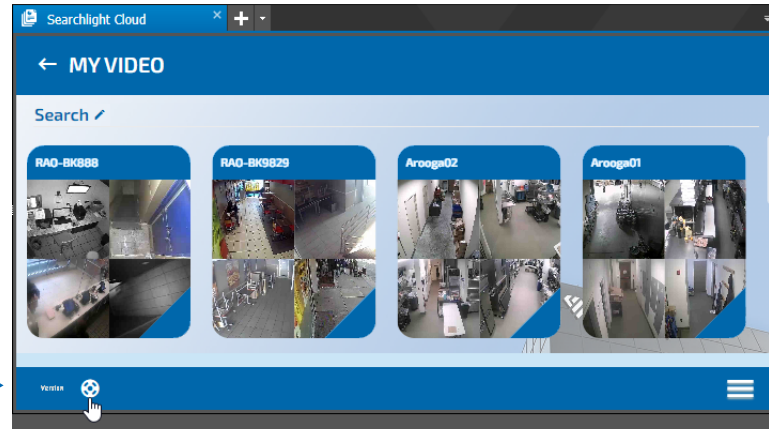 Searchlight Cloud
← MY VIDEO
Search
RAO-BK888
RAO-BK9829
Arooga02
Arooga01
Version